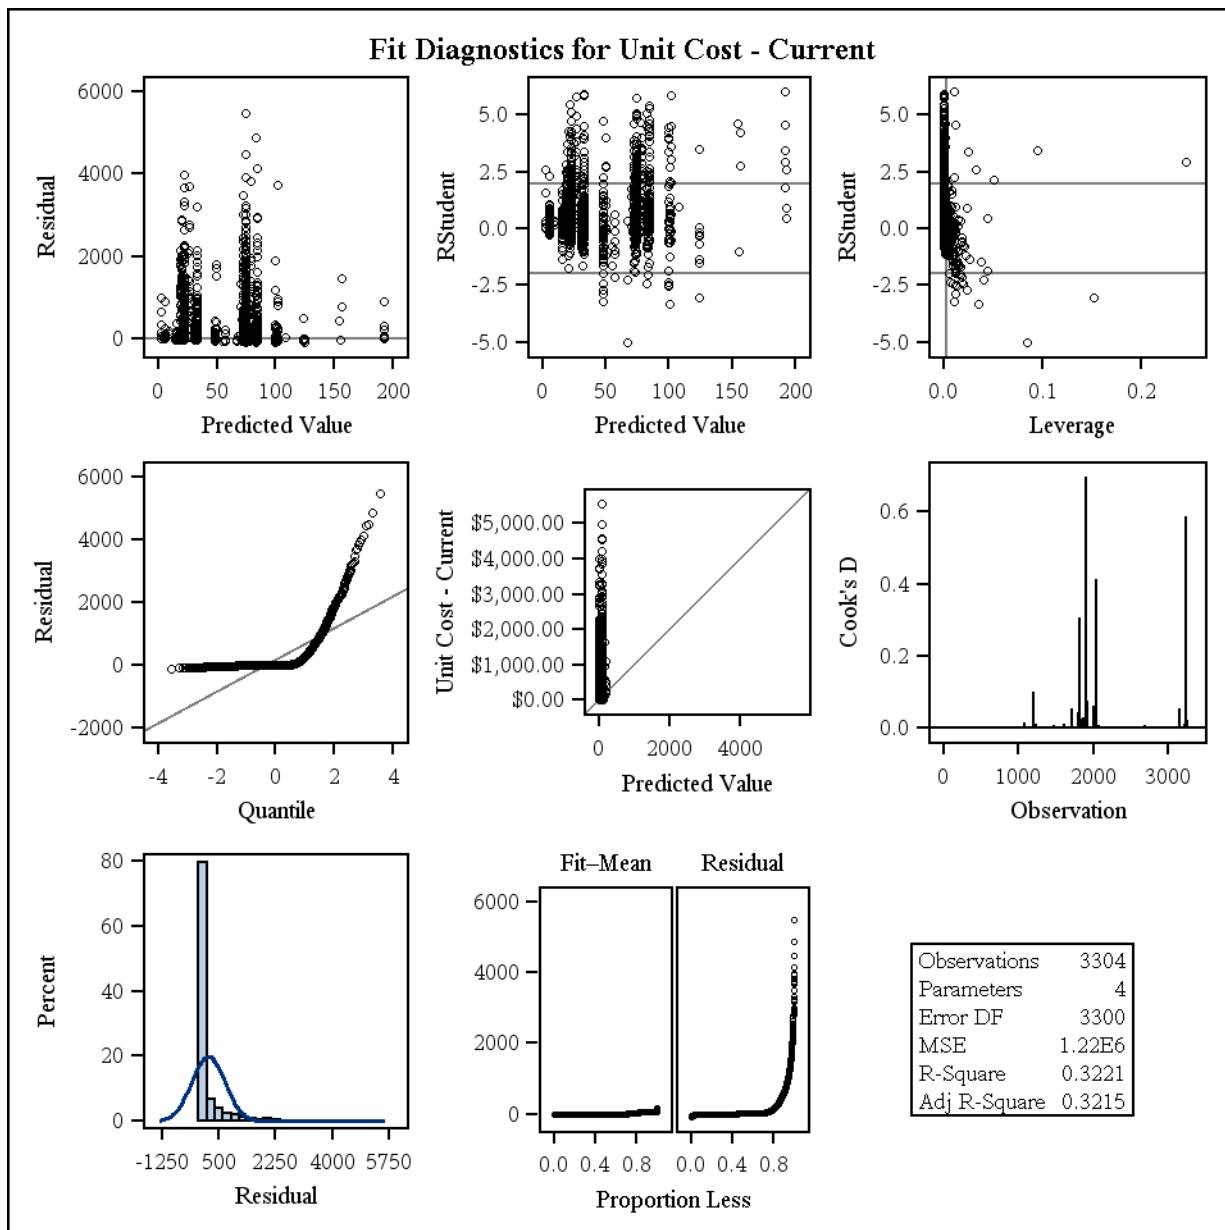 Fit Diagnostics for Unit Cost - Current
Residual
6000
4000
2000
0
0 50 100 150 200
Predicted Value
RStudent
5.0
2.5
0.0
-2.5
-5.0
0 50 100 150 200
Predicted Value
RStudent
5.0
2.5
0.0
-2.5
-5.0
0.0 0.1 0.2
Leverage
Residual
6000
4000
2000
0
-2000
-4 -2 0 2 4
Quantile
Unit Cost - Current
$5,000.00
$4,000.00
$3,000.00
$2,000.00
$1,000.00
$0.00
0 2000 4000
Predicted Value
Cook's D
0.6
0.4
0.2
0.0
0 1000 2000 3000
Observation
Percent
80
60
40
20
0
-1250 500 2250 4000 5750
Residual
Fit–Mean Residual
6000
4000
2000
0
0.0 0.4 0.8 0.0 0.4 0.8
Proportion Less
Observations 3304
Parameters 4
Error DF 3300
MSE 1.22E6
R-Square 0.3221
Adj R-Square 0.3215